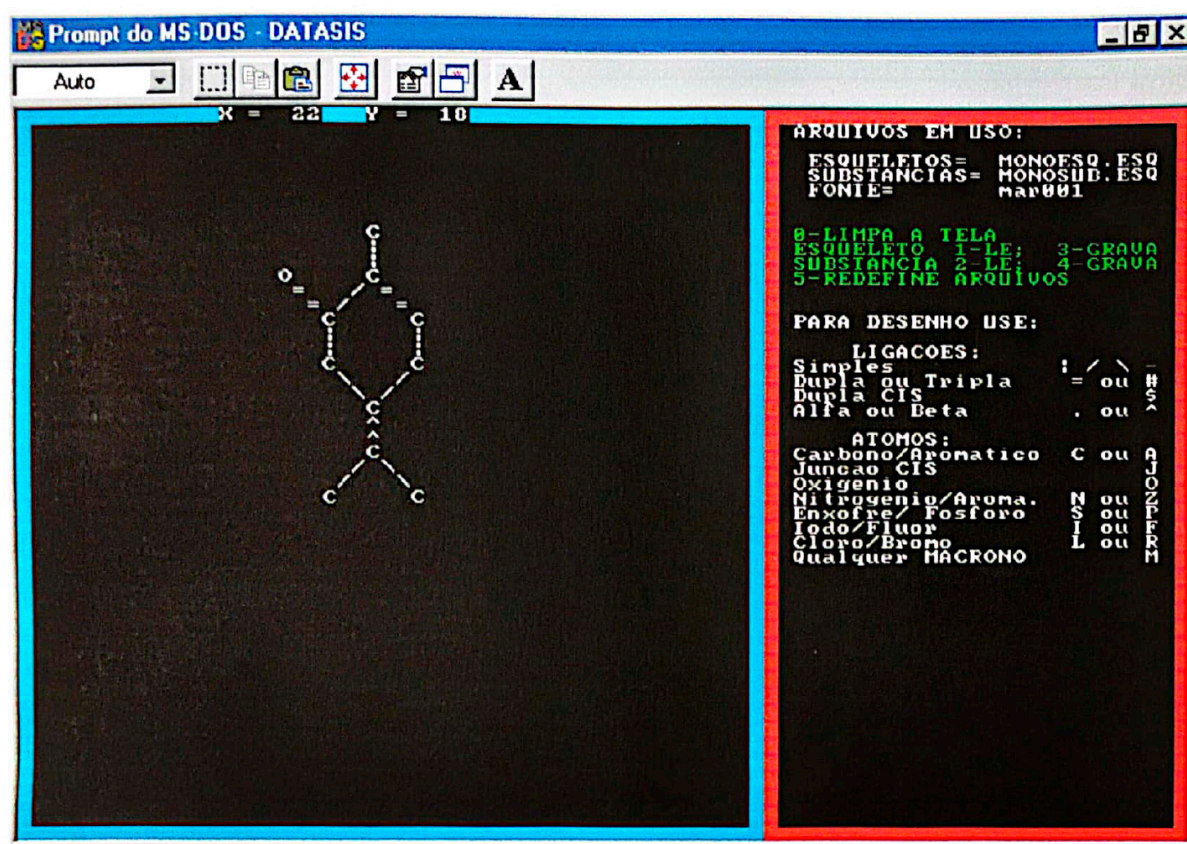 Prompt do MS-DOS - DATASIS
Auto
A
X = 22 Y = 10
C
O C
C C
C C
C
C
C C
ARQUIVOS EM USO:
ESQUELETOS= MONOESQ.ESQ
SUBSTANCIAS= MONOSUB.ESQ
FONTE= mar001
0-LIMPA A TELA
ESQUELETO 1-LE; 3-GRAVA
SUBSTANCIA 2-LE; 4-GRAVA
5-REDEFINE ARQUIVOS
PARA DESENHO USE:
LIGACOES:
Simples : / \ -
Dupla ou Tripla = ou #
Dupla CIS $
Alfa ou Beta . ou ^
ATOMOS:
Carbono/Aromatico C ou A
Juncao CIS J
Oxigenio O
Nitrogenio/Aroma. N ou Z
Enxofre/ Fosforo S ou P
Iodo/Fluor I ou F
Cloro/Bromo L ou R
Qualquer MACRONO M